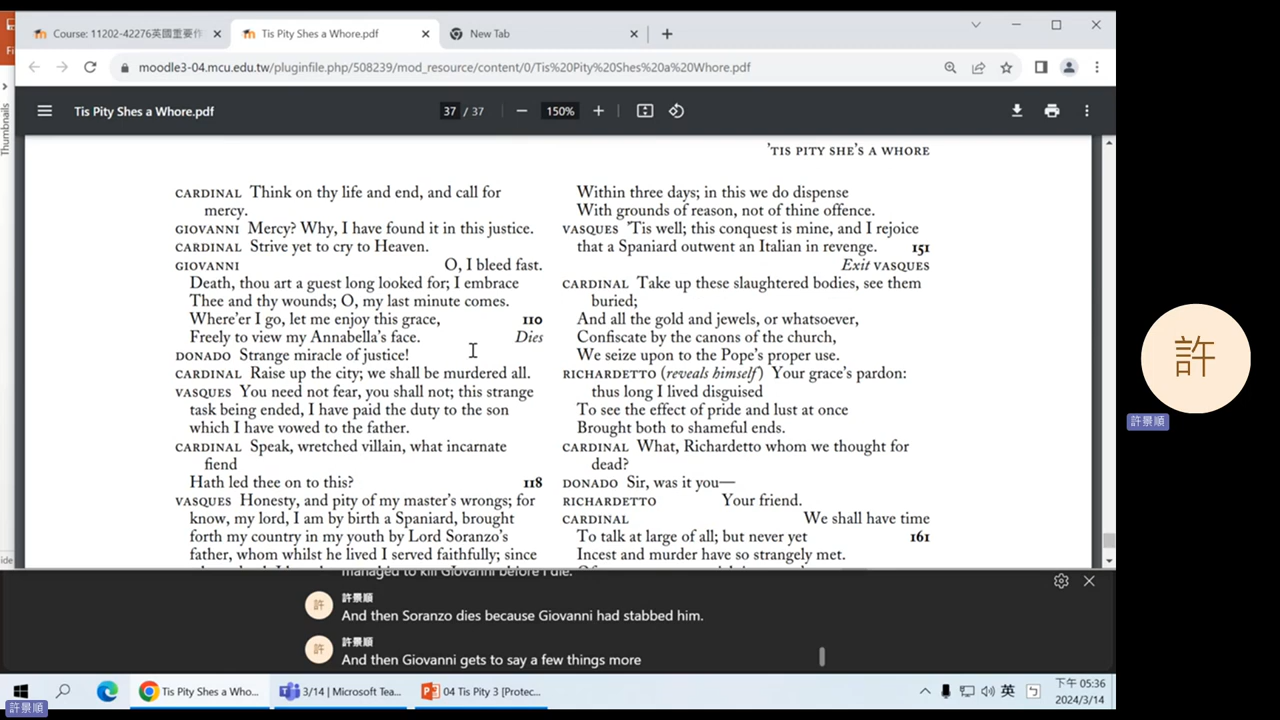 Course: 11202-42276英國重要作
Tis Pity Shes a Whore.pdf
New Tab
moodle3-04.mcu.edu.tw/pluginfile.php/508239/mod_resource/content/0/Tis%20Pity%20Shes%20a%20Whore.pdf
Thumbnails
Tis Pity Shes a Whore.pdf
37 / 37
150%
'TIS PITY SHE'S A WHORE
CARDINAL Think on thy life and end, and call for
mercy.
GIOVANNI Mercy? Why, I have found it in this justice.
CARDINAL Strive yet to cry to Heaven.
GIOVANNI O, I bleed fast.
Death, thou art a guest long looked for; I embrace
Thee and thy wounds; O, my last minute comes.
Where'er I go, let me enjoy this grace, 110
Freely to view my Annabella's face. Dies
DONADO Strange miracle of justice!
CARDINAL Raise up the city; we shall be murdred all.
VASQUES You need not fear, you shall not; this strange
task being ended, I have paid the duty to the son
which I have vowed to the father.
CARDINAL Speak, wretched villain, what incarnate
fiend
Hath led thee on to this? 118
VASQUES Honesty, and pity of my master's wrongs; for
know, my lord, I am by birth a Spaniard, brought
forth my country in my youth by Lord Soranzo's
father, whom whilst he lived I served faithfully; since
Within three days; in this we do dispense
With grounds of reason, not of thine offence.
VASQUES 'Tis well; this conquest is mine, and I rejoice
that a Spaniard outwent an Italian in revenge. 151
Exit VASQUES
CARDINAL Take up these slaughtered bodies, see them
buried;
And all the gold and jewels, or whatsoever,
Confiscate by the canons of the church,
We seize upon to the Pope's proper use.
RICHARDETTO (reveals himself) Your grace's pardon:
thus long I lived disguised
To see the effect of pride and lust at once
Brought both to shameful ends.
CARDINAL What, Richardetto whom we thought for
dead?
DONADO Sir, was it you—
RICHARDETTO Your friend.
CARDINAL We shall have time
To talk at large of all; but never yet 161
Incest and murder have so strangely met.
managed to kill Giovanni before I die.
許 許景順
And then Soranzo dies because Giovanni had stabbed him.
許 許景順
And then Giovanni gets to say a few things more
許
許景順
Tis Pity She's a Who...
3/14 | Microsoft Tea...
04 Tis Pity 3 [Protec...
英
下午 05:36
2024/3/14
許景順